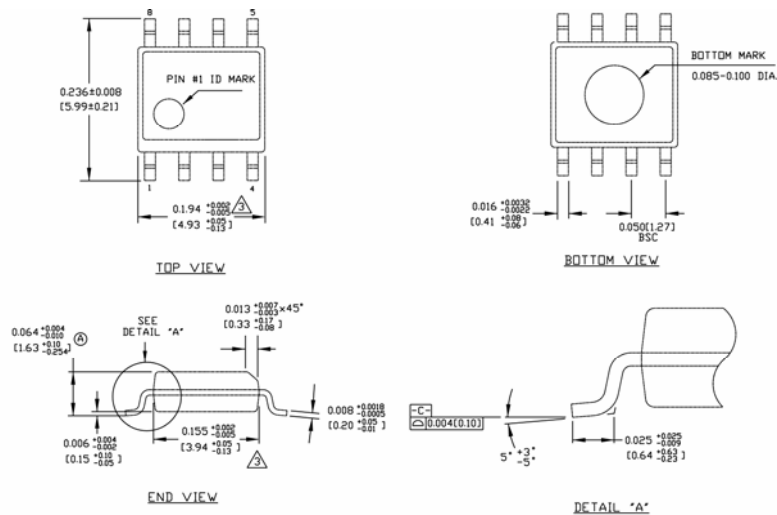 8
5
PIN #1 ID MARK
0.236±0.008
[5.99±0.21]
1
4
0.1.94 +0.002 -0.005
[4.93 +0.05 -0.13]
3
TOP VIEW
BOTTOM MARK
0.085-0.100 DIA.
0.016 +0.0032 -0.0022
[0.41 +0.08 -0.06]
0.050[1.27]
BSC
BOTTOM VIEW
SEE
DETAIL "A"
0.064 +0.004 -0.010
[1.63 +0.10 -0.254]
A
0.013 +0.007 -0.003 ×45°
[0.33 +0.17 -0.08]
0.008 +0.0018 -0.0005
[0.20 +0.05 -0.01]
0.006 +0.004 -0.002
[0.15 +0.10 -0.05]
0.155 +0.002 -0.005
[3.94 +0.05 -0.13]
3
END VIEW
-C-
⌓ 0.004[0.10]
5° +3° -5°
0.025 +0.025 -0.009
[0.64 +0.63 -0.23]
DETAIL "A"